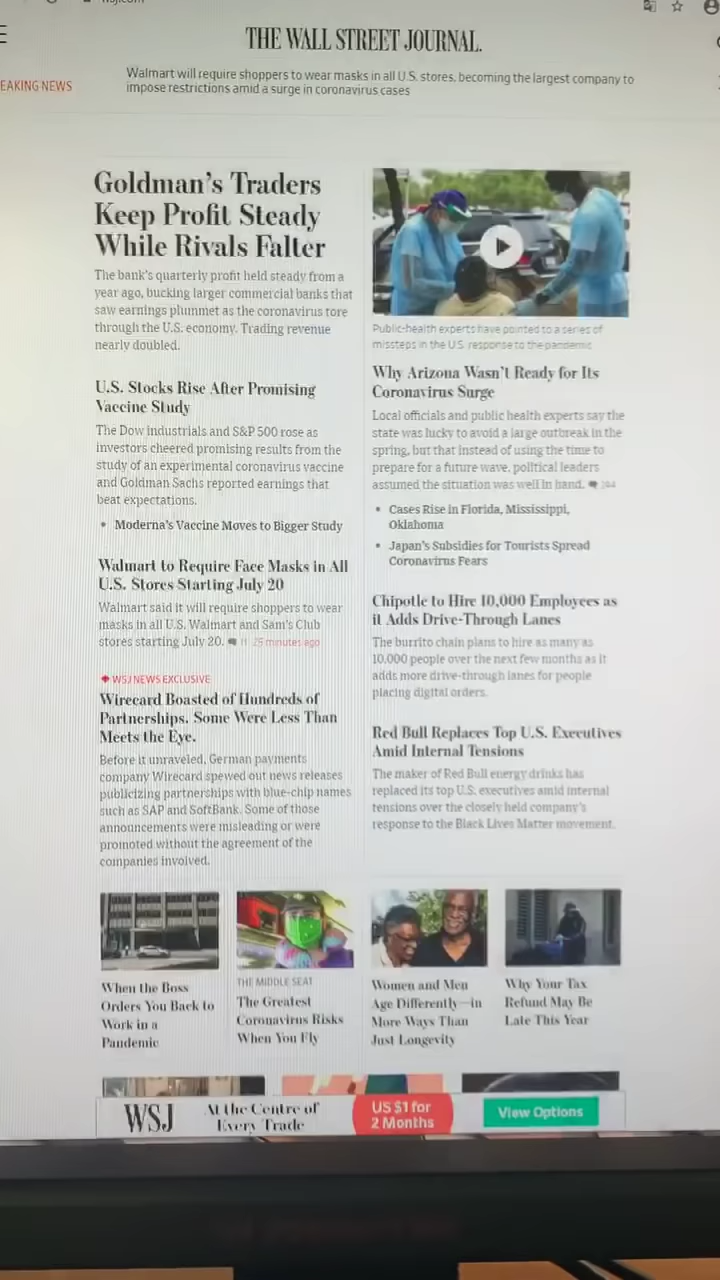 THE WALL STREET JOURNAL.
EAKING NEWS
Walmart will require shoppers to wear masks in all U.S. stores, becoming the largest company to
impose restrictions amid a surge in coronavirus cases
Goldman's Traders
Keep Profit Steady
While Rivals Falter
The bank's quarterly profit held steady from a
year ago, bucking larger commercial banks that
saw earnings plummet as the coronavirus tore
through the U.S. economy. Trading revenue
nearly doubled.
U.S. Stocks Rise After Promising
Vaccine Study
The Dow industrials and S&P 500 rose as
investors cheered promising results from the
study of an experimental coronavirus vaccine
and Goldman Sachs reported earnings that
beat expectations.
• Moderna's Vaccine Moves to Bigger Study
Walmart to Require Face Masks in All
U.S. Stores Starting July 20
Walmart said it will require shoppers to wear
masks in all U.S. Walmart and Sam's Club
stores starting July 20. 11 25 minutes ago
WSJ NEWS EXCLUSIVE
Wirecard Boasted of Hundreds of
Partnerships. Some Were Less Than
Meets the Eye.
Before it unraveled, German payments
company Wirecard spewed out news releases
publicizing partnerships with blue-chip names
such as SAP and SoftBank. Some of those
announcements were misleading or were
promoted without the agreement of the
companies involved.
Public-health experts have pointed to a series of
missteps in the U.S. response to the pandemic
Why Arizona Wasn't Ready for Its
Coronavirus Surge
Local officials and public health experts say the
state was lucky to avoid a large outbreak in the
spring, but that instead of using the time to
prepare for a future wave, political leaders
assumed the situation was well in hand.
• Cases Rise in Florida, Mississippi,
Oklahoma
• Japan's Subsidies for Tourists Spread
Coronavirus Fears
Chipotle to Hire 10,000 Employees as
it Adds Drive-Through Lanes
The burrito chain plans to hire as many as
10,000 people over the next few months as it
adds more drive-through lanes for people
placing digital orders.
Red Bull Replaces Top U.S. Executives
Amid Internal Tensions
The maker of Red Bull energy drinks has
replaced its top U.S. executives amid internal
tensions over the closely held company's
response to the Black Lives Matter movement.
When the Boss
Orders You Back to
Work in a
Pandemic
THE MIDDLE SEAT
The Greatest
Coronavirus Risks
When You Fly
Women and Men
Age Differently—in
More Ways Than
Just Longevity
Why Your Tax
Refund May Be
Late This Year
WSJ
At the Centre of
Every Trade
US $1 for
2 Months
View Options